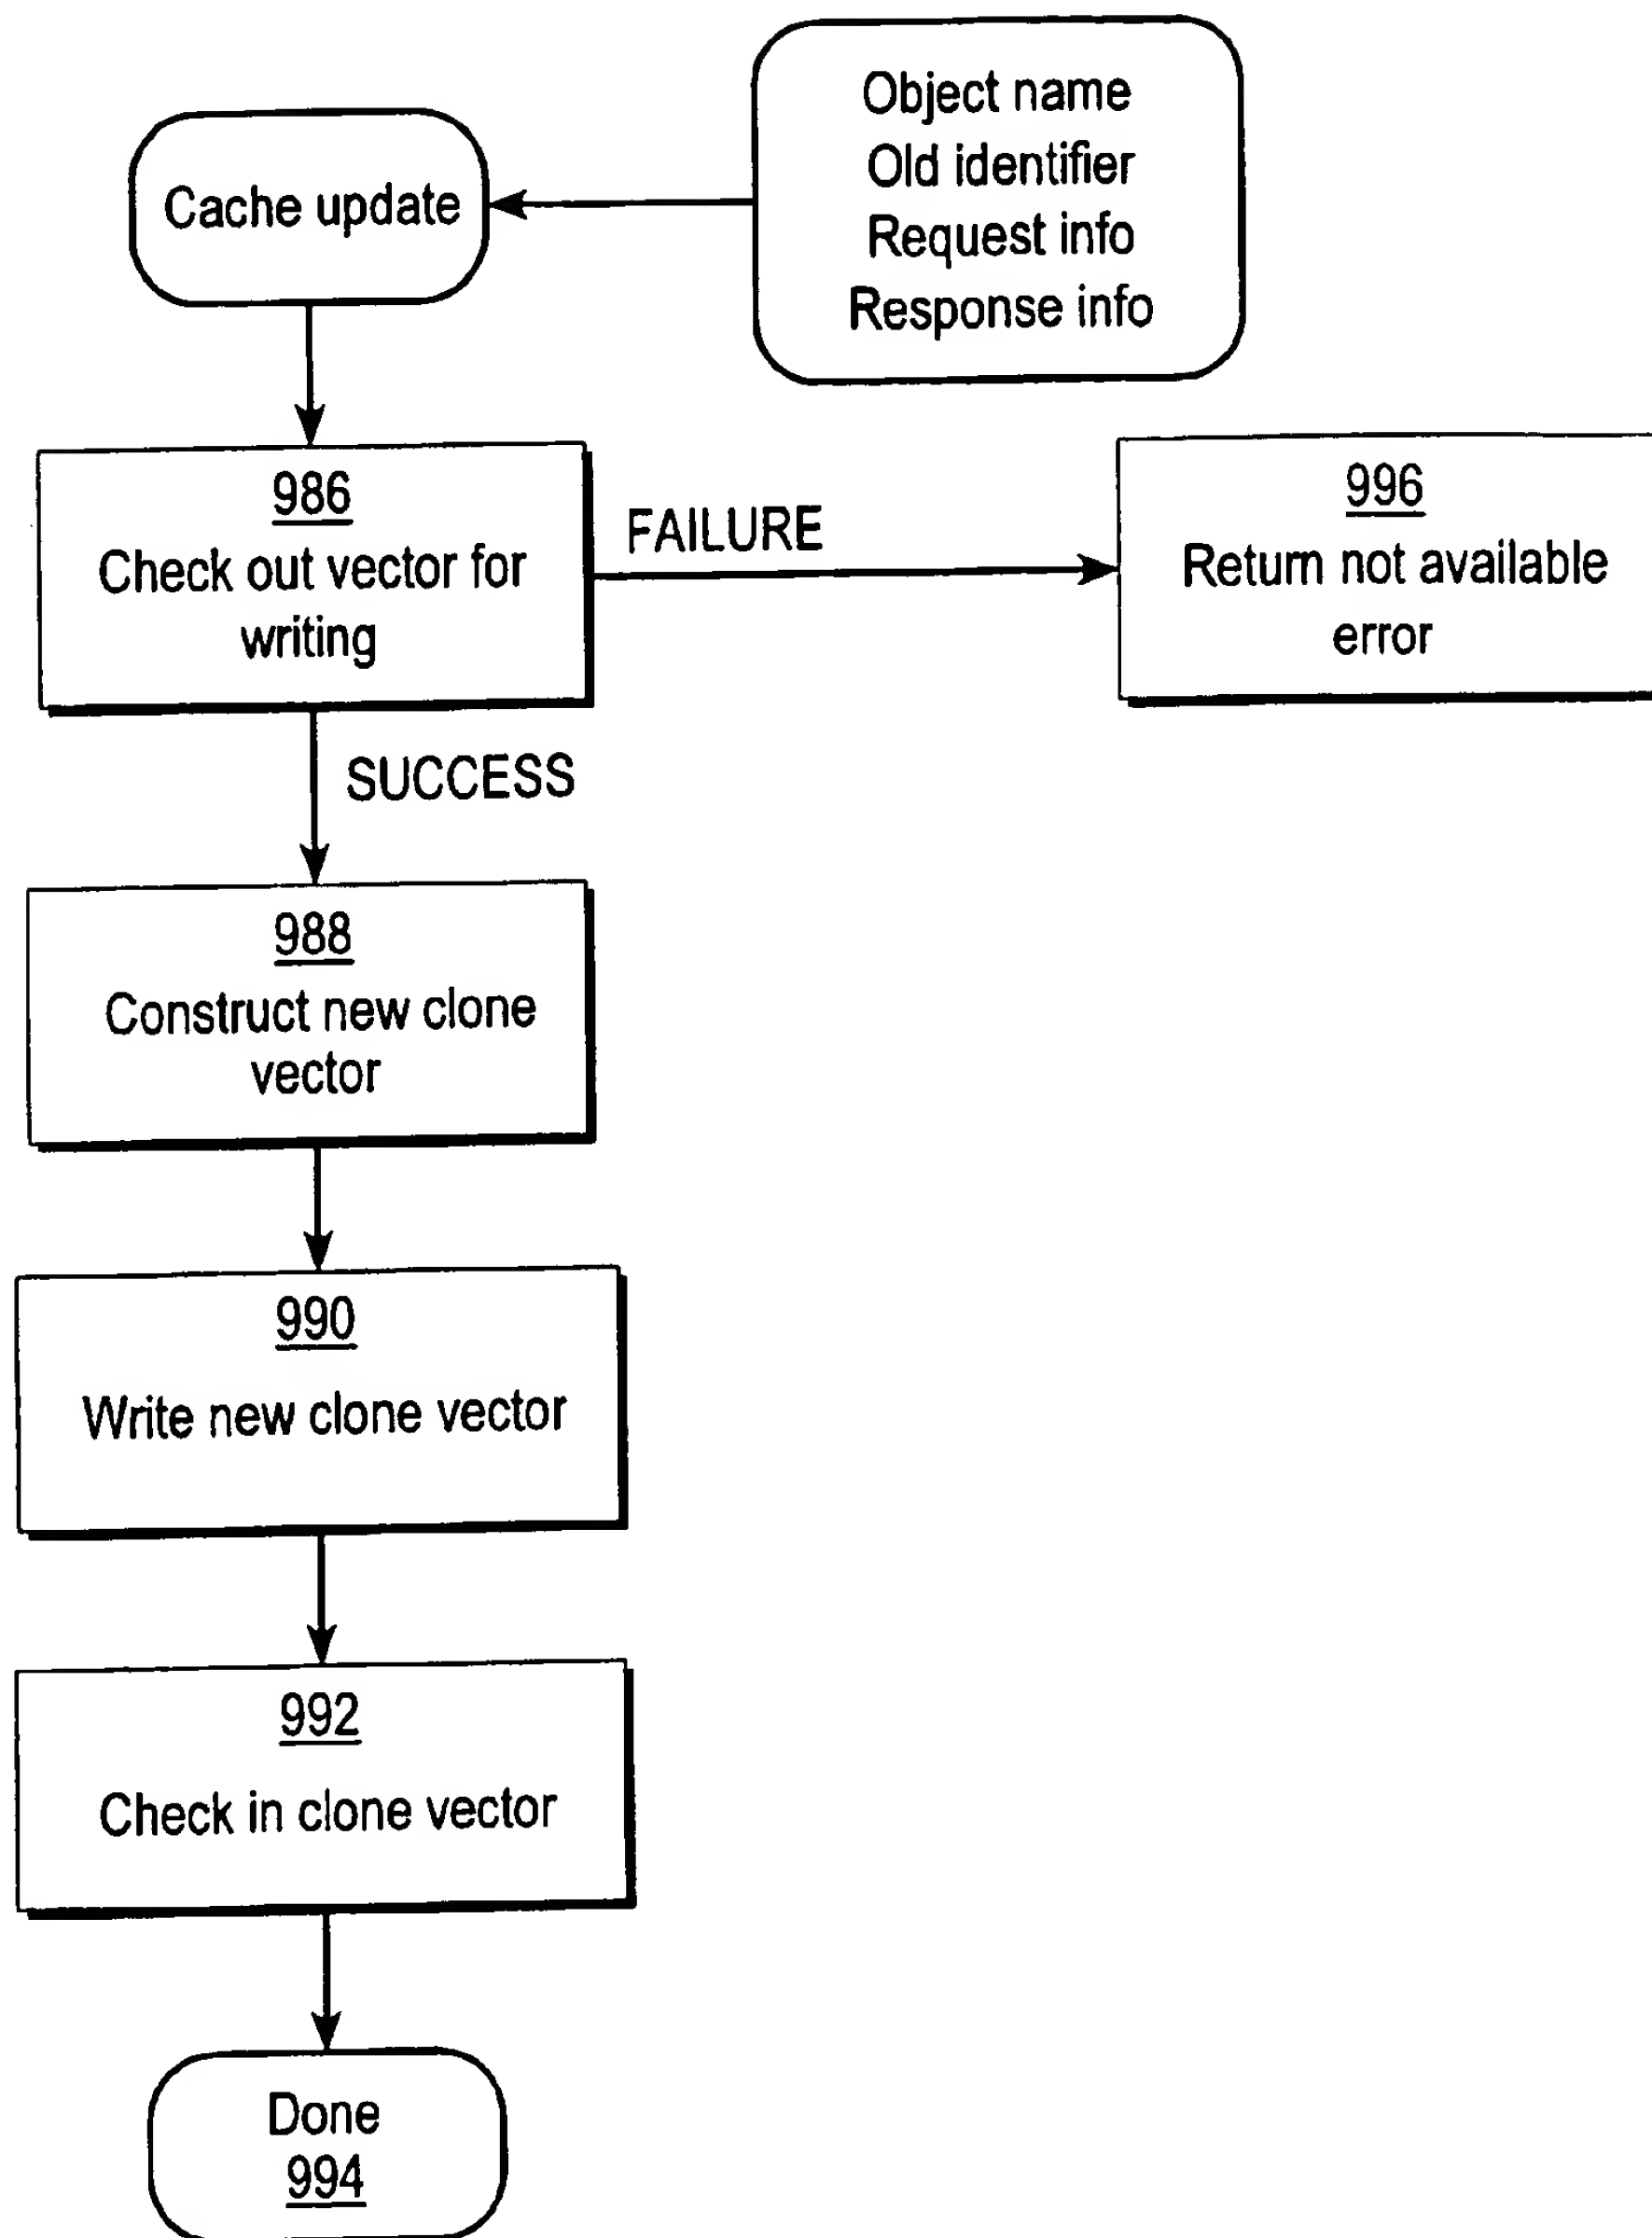 Object name
Old identifier
Request info
Response info
Cache update
986
Check out vector for
writing
FAILURE
996
Return not available
error
SUCCESS
988
Construct new clone
vector
990
Write new clone vector
992
Check in clone vector
Done
994